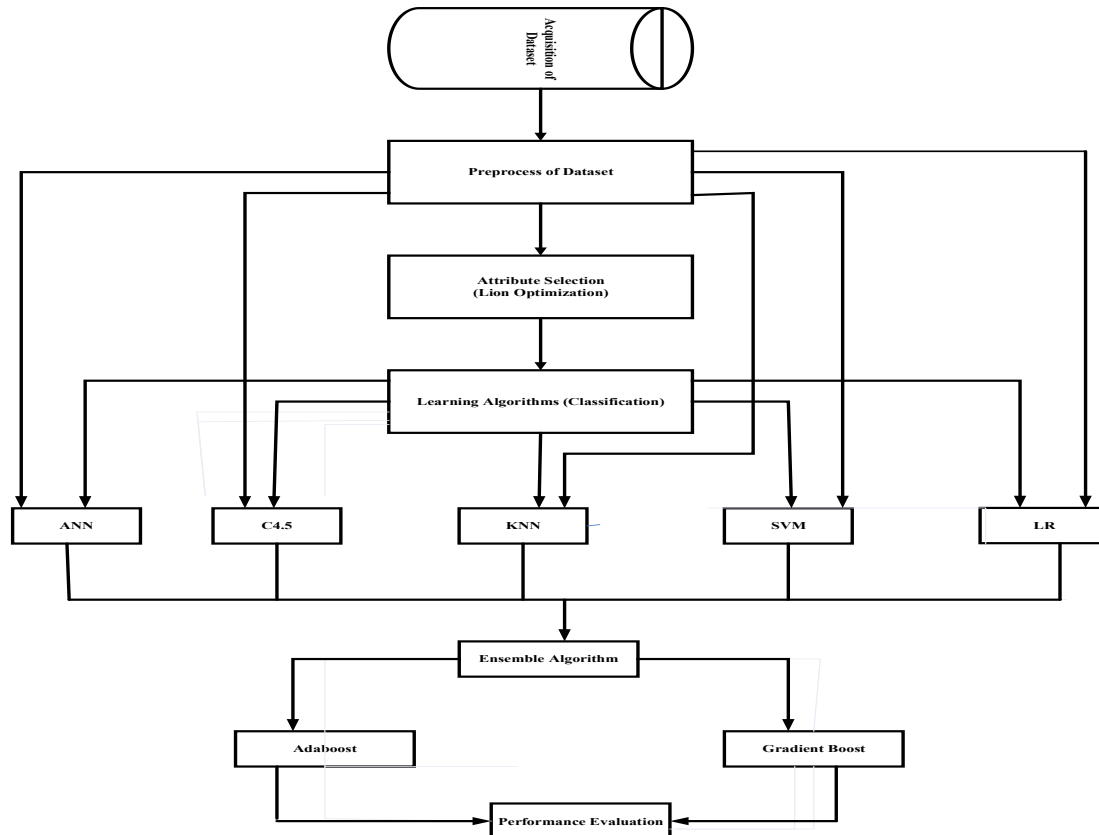 Acquisition of
Dataset
Preprocess of Dataset
Attribute Selection
(Lion Optimization)
Learning Algorithms (Classification)
ANN
C4.5
KNN
SVM
LR
Ensemble Algorithm
Adaboost
Gradient Boost
Performance Evaluation